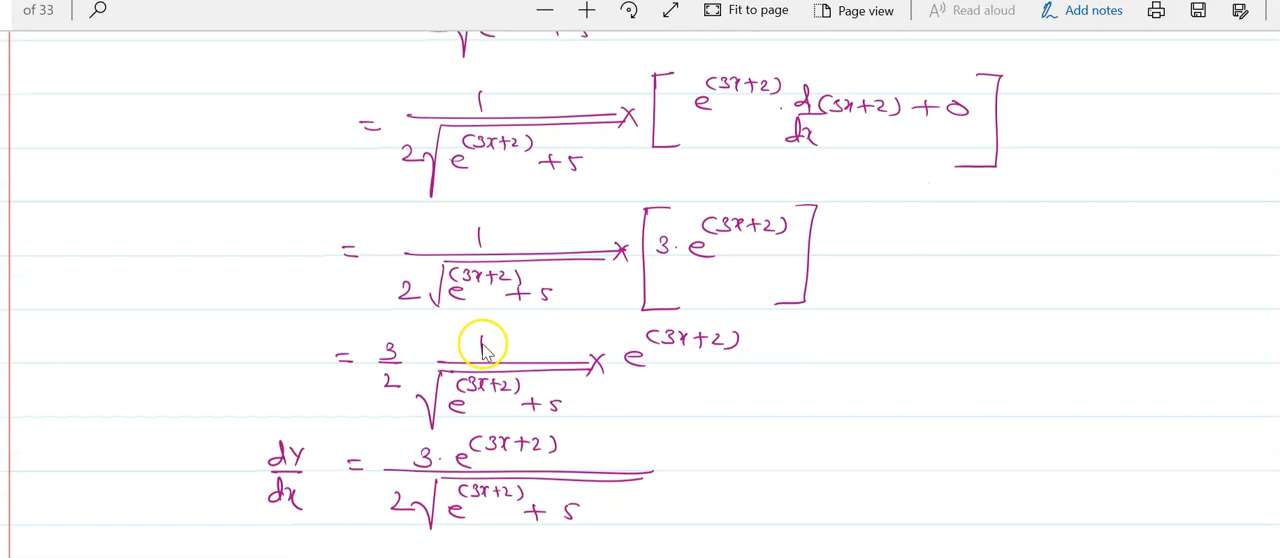 of 33 Fit to page Page view Read aloud Add notes
= 1 / 2√(e^(3x+2) + 5) × [e^(3x+2) · d/dx (3x+2) + 0]
= 1 / 2√(e^(3x+2) + 5) × [3 · e^(3x+2)]
= 3/2 1 / √(e^(3x+2) + 5) × e^(3x+2)
dy/dx = 3 · e^(3x+2) / 2√(e^(3x+2) + 5)